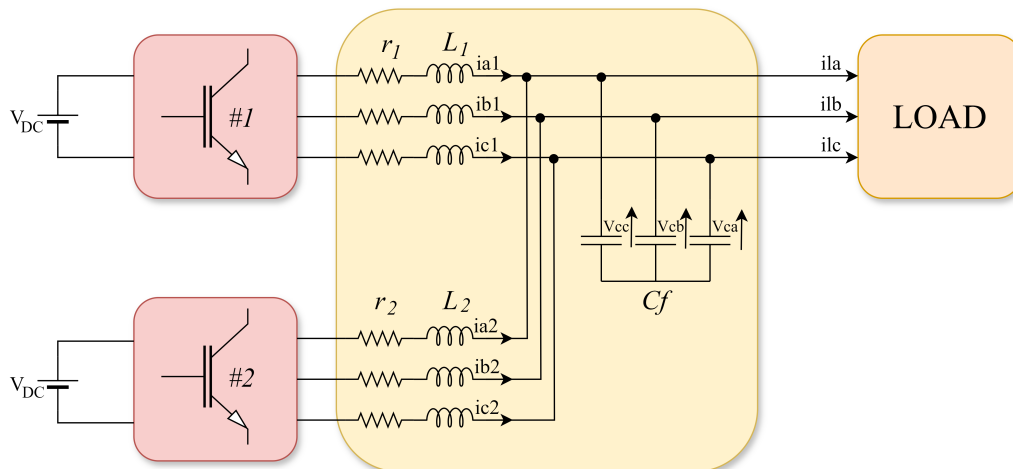 r1 L1 ia1 ila
VDC #1 ib1 ilb LOAD
ic1 ilc
Vcc Vcb Vca
Cf
r2 L2 ia2
VDC #2 ib2
ic2